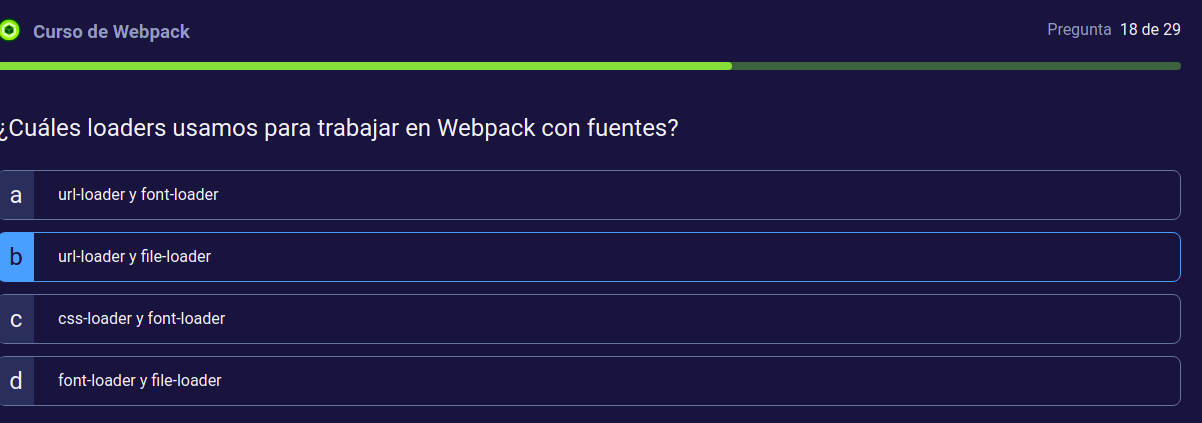 Curso de Webpack
Pregunta 18 de 29
¿Cuáles loaders usamos para trabajar en Webpack con fuentes?
a url-loader y font-loader
b url-loader y file-loader
c css-loader y font-loader
d font-loader y file-loader